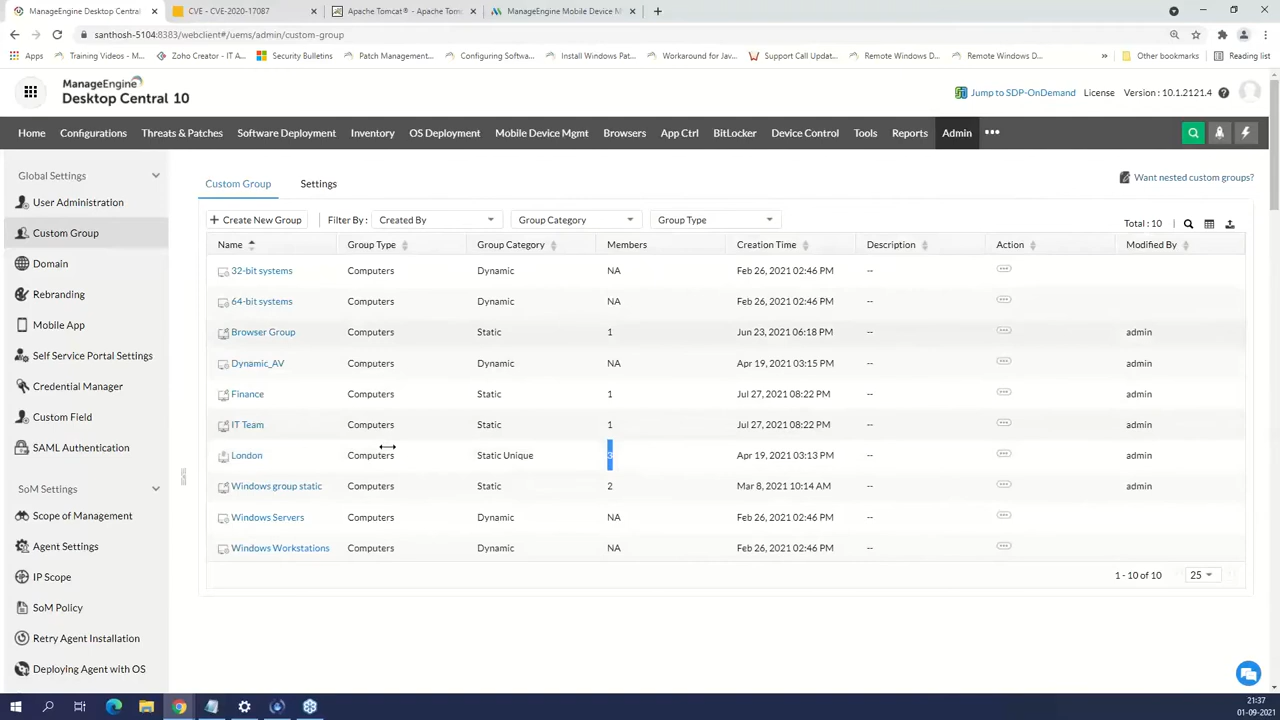 ManageEngine Desktop Central
CVE - CVE-2020-17087
Apache Tomcat® - Apache Tom
ManageEngine Mobile Device M
santhosh-5104:8383/webclient#/uems/admin/custom-group
Apps
Training Videos - M...
Zoho Creator - IT A...
Security Bulletins
Patch Management...
Configuring Softwa...
Install Windows Pat...
Workaround for Jav...
Support Call Updat...
Remote Windows D...
Remote Windows D...
Other bookmarks
Reading list
ManageEngine
Desktop Central 10
Jump to SDP-OnDemand
License
Version : 10.1.2121.4
Home
Configurations
Threats & Patches
Software Deployment
Inventory
OS Deployment
Mobile Device Mgmt
Browsers
App Ctrl
BitLocker
Device Control
Tools
Reports
Admin
Global Settings
User Administration
Custom Group
Domain
Rebranding
Mobile App
Self Service Portal Settings
Credential Manager
Custom Field
SAML Authentication
SoM Settings
Scope of Management
Agent Settings
IP Scope
SoM Policy
Retry Agent Installation
Deploying Agent with OS
Custom Group
Settings
Want nested custom groups?
+ Create New Group
Filter By :
Created By
Group Category
Group Type
Total : 10
Name Group Type Group Category Members Creation Time Description Action Modified By
32-bit systems Computers Dynamic NA Feb 26, 2021 02:46 PM --
64-bit systems Computers Dynamic NA Feb 26, 2021 02:46 PM --
Browser Group Computers Static 1 Jun 23, 2021 06:18 PM -- admin
Dynamic_AV Computers Dynamic NA Apr 19, 2021 03:15 PM -- admin
Finance Computers Static 1 Jul 27, 2021 08:22 PM -- admin
IT Team Computers Static 1 Jul 27, 2021 08:22 PM -- admin
London Computers Static Unique 3 Apr 19, 2021 03:13 PM -- admin
Windows group static Computers Static 2 Mar 8, 2021 10:14 AM -- admin
Windows Servers Computers Dynamic NA Feb 26, 2021 02:46 PM --
Windows Workstations Computers Dynamic NA Feb 26, 2021 02:46 PM --
1 - 10 of 10
25
21:37
01-09-2021